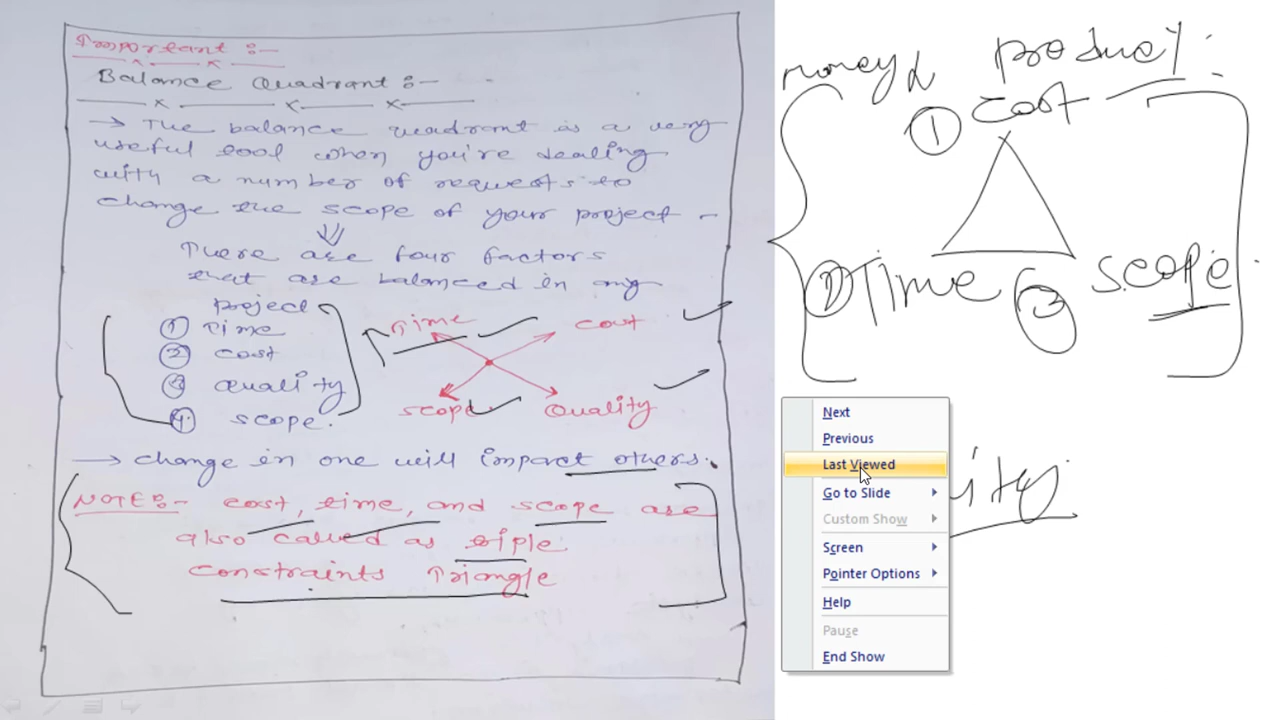 Important :-
Balance Quadrant :-
→ The balance quadrant is a very
useful tool when you're dealing
with a number of requests to
change the scope of your project -
There are four factors
that are balanced in any
project
① Time
② cost
③ Quality
④ scope.
Time cost
scope Quality
→ change in one will impact others.
NOTE:- cost, time, and scope are
also called as triple
constraints Triangle
money & product :
① cost
② Time ③ scope.
Next
Previous
Last Viewed
Go to Slide
Custom Show
Screen
Pointer Options
Help
Pause
End Show